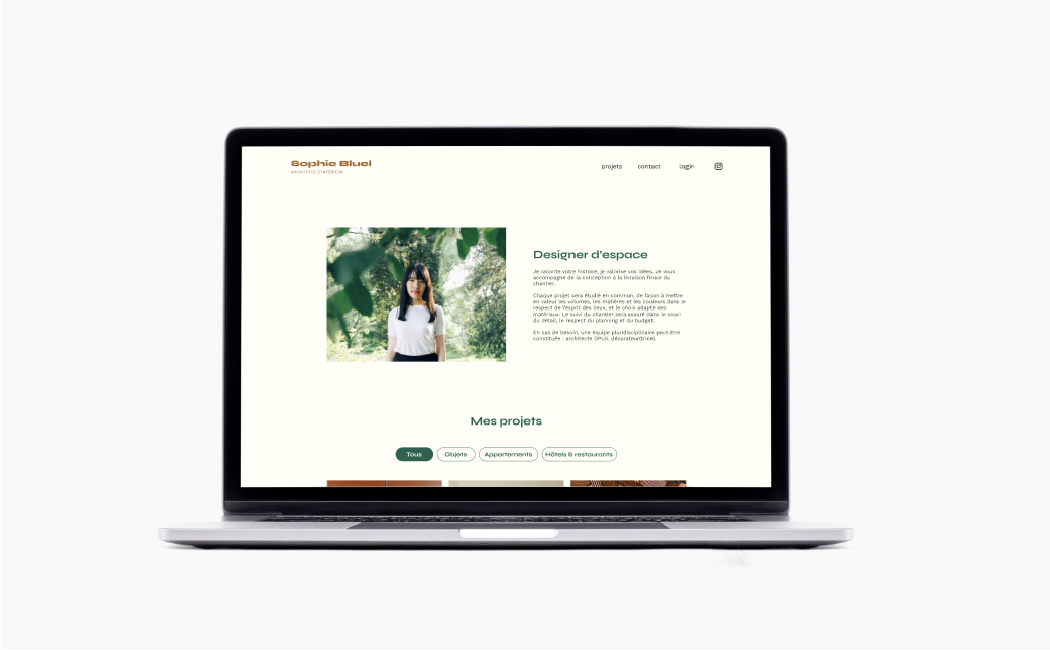 Sophie Bluel
ARCHITECTE D'INTÉRIEUR
projets contact login
Designer d'espace
Je raconte votre histoire, je valorise vos idées. Je vous
accompagne de la conception à la livraison finale du
chantier.
Chaque projet sera étudié en commun, de façon à mettre
en valeur les volumes, les matières et les couleurs dans le
respect de l'esprit des lieux, et le choix adapté des
matériaux. Le suivi du chantier sera assuré dans le souci
du détail, le respect du planning et du budget.
En cas de besoin, une équipe pluridisciplinaire peut être
constituée : architecte DPLG, décorateur(trice)
Mes projets
Tous Objets Appartements Hôtels & restaurants